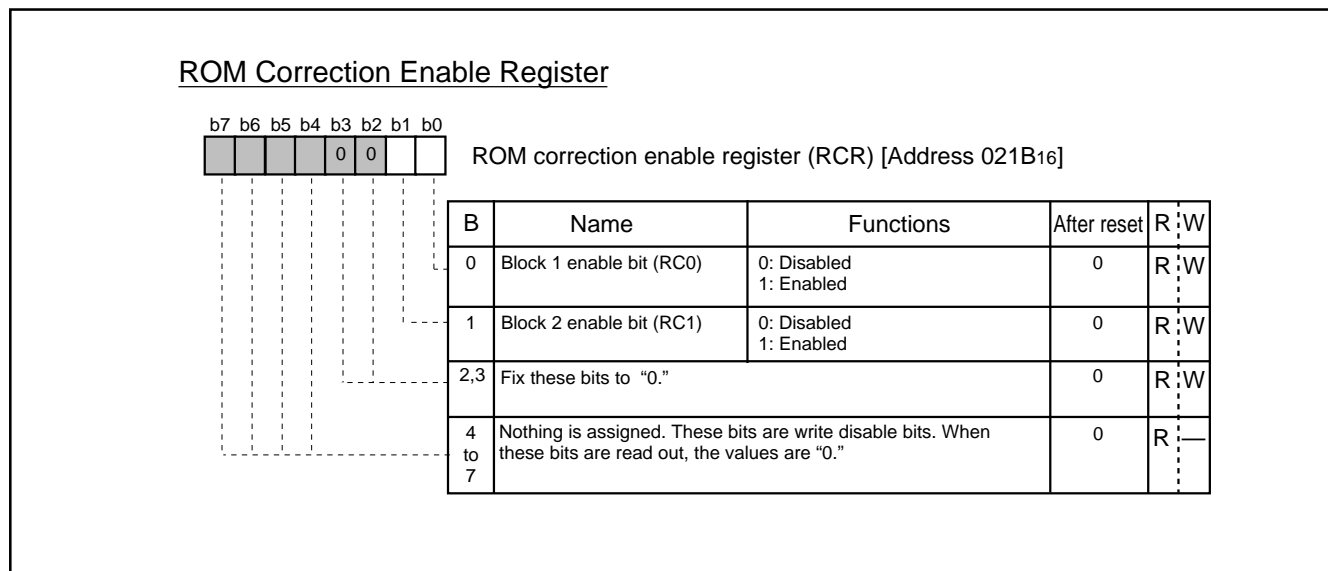 ROM Correction Enable Register
b7 b6 b5 b4 b3 b2 b1 b0
0 0
ROM correction enable register (RCR) [Address 021B16]
B Name Functions After reset R W
0 Block 1 enable bit (RC0) 0: Disabled 0 R W
1: Enabled
1 Block 2 enable bit (RC1) 0: Disabled 0 R W
1: Enabled
2,3 Fix these bits to “0.” 0 R W
4 Nothing is assigned. These bits are write disable bits. When 0 R —
to these bits are read out, the values are “0.”
7